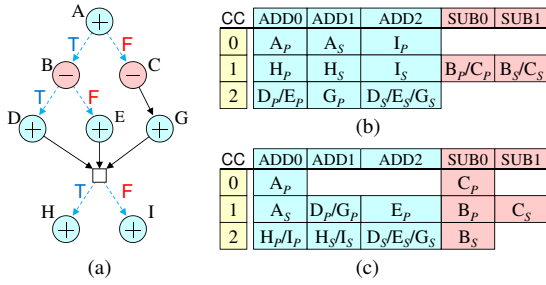 A
T F
B C
T F
D E G
T F
H I
(a)
CC ADD0 ADD1 ADD2 SUB0 SUB1
0 A_P A_S I_P
1 H_P H_S I_S B_P/C_P B_S/C_S
2 D_P/E_P G_P D_S/E_S/G_S
(b)
CC ADD0 ADD1 ADD2 SUB0 SUB1
0 A_P C_P
1 A_S D_P/G_P E_P B_P C_S
2 H_P/I_P H_S/I_S D_S/E_S/G_S B_S
(c)